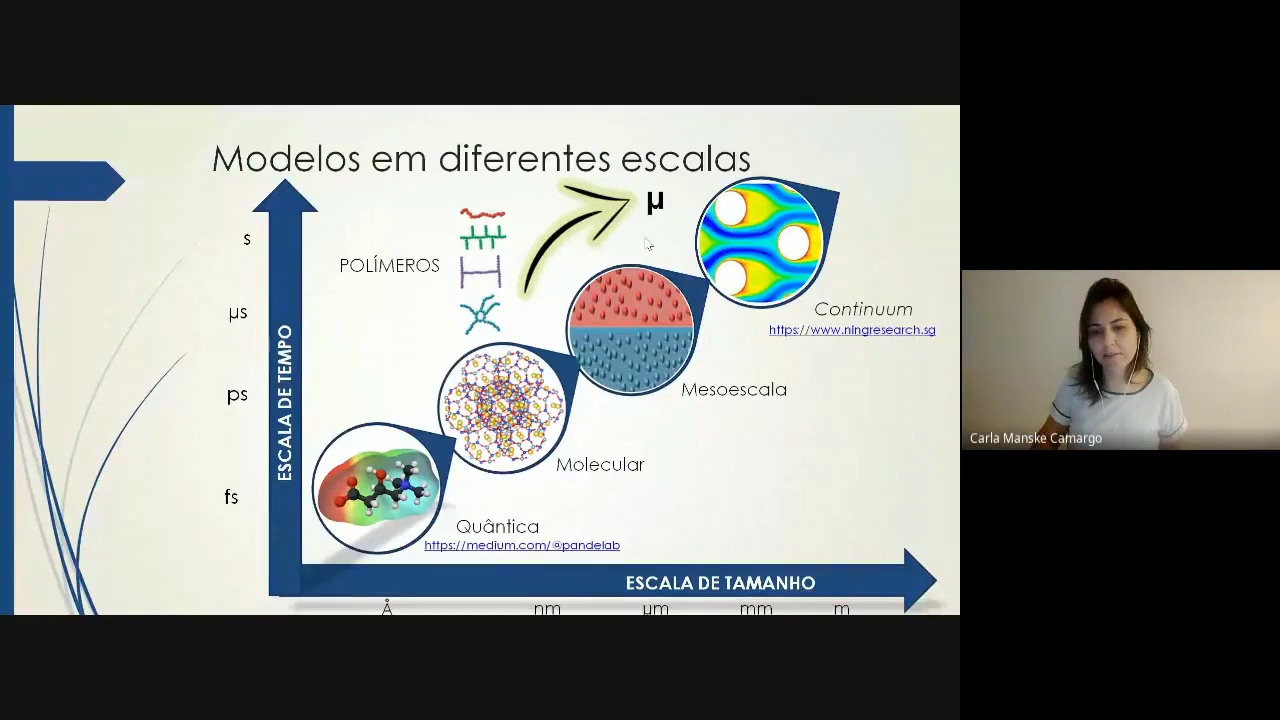 Modelos em diferentes escalas
s
µs
ps
fs
ESCALA DE TEMPO
POLÍMEROS
µ
Continuum
https://www.ningresearch.sg
Mesoescala
Molecular
Quântica
https://medium.com/@pandelab
ESCALA DE TAMANHO
Å nm µm mm m
Carla Manske Camargo